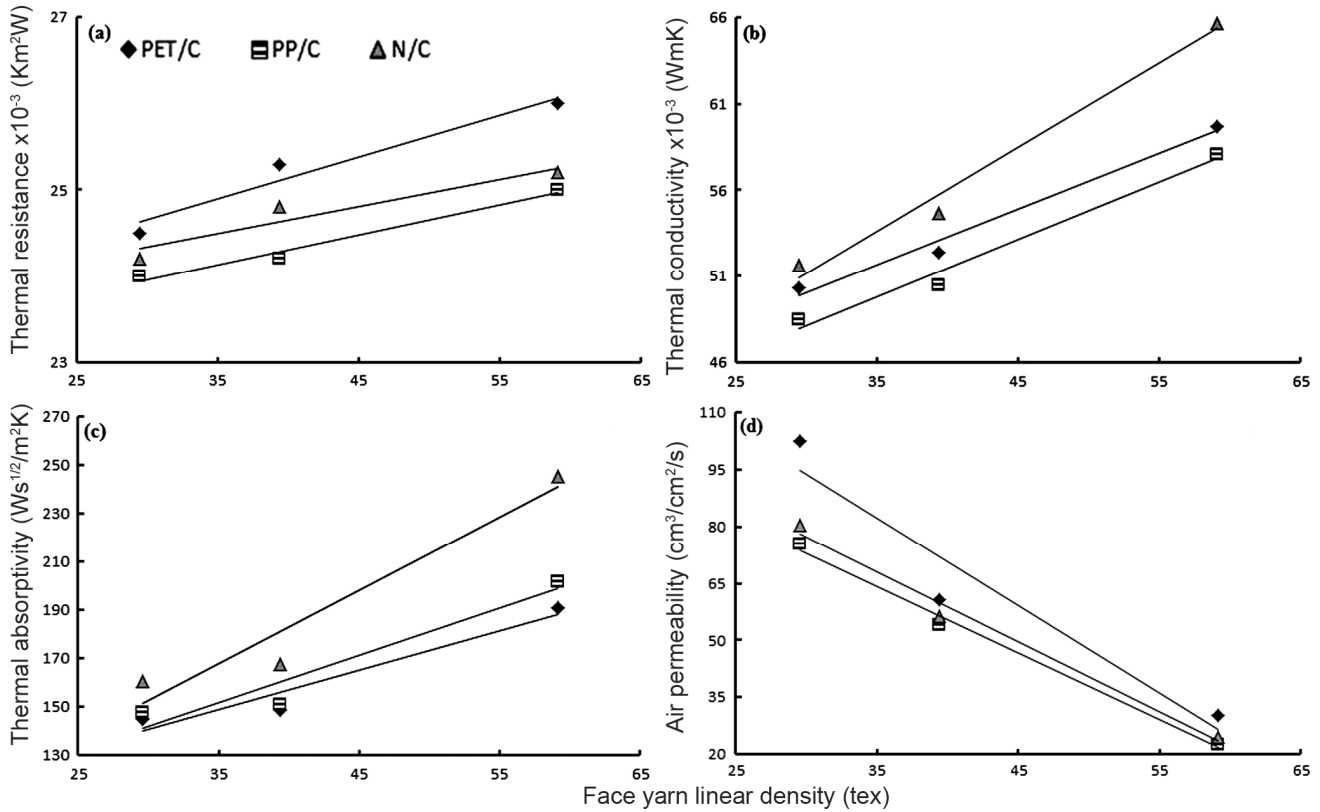 (a)
PET/C PP/C N/C
Thermal resistance x10⁻³ (Km²W)
27
25
23
25 35 45 55 65
(b)
Thermal conductivity x10⁻³ (WmK)
66
61
56
51
46
25 35 45 55 65
(c)
Thermal absorptivity (Ws¹ᐟ²/m²K)
270
250
230
210
190
170
150
130
25 35 45 55 65
(d)
Air permeability (cm³/cm²/s)
110
95
80
65
50
35
20
25 35 45 55 65
Face yarn linear density (tex)